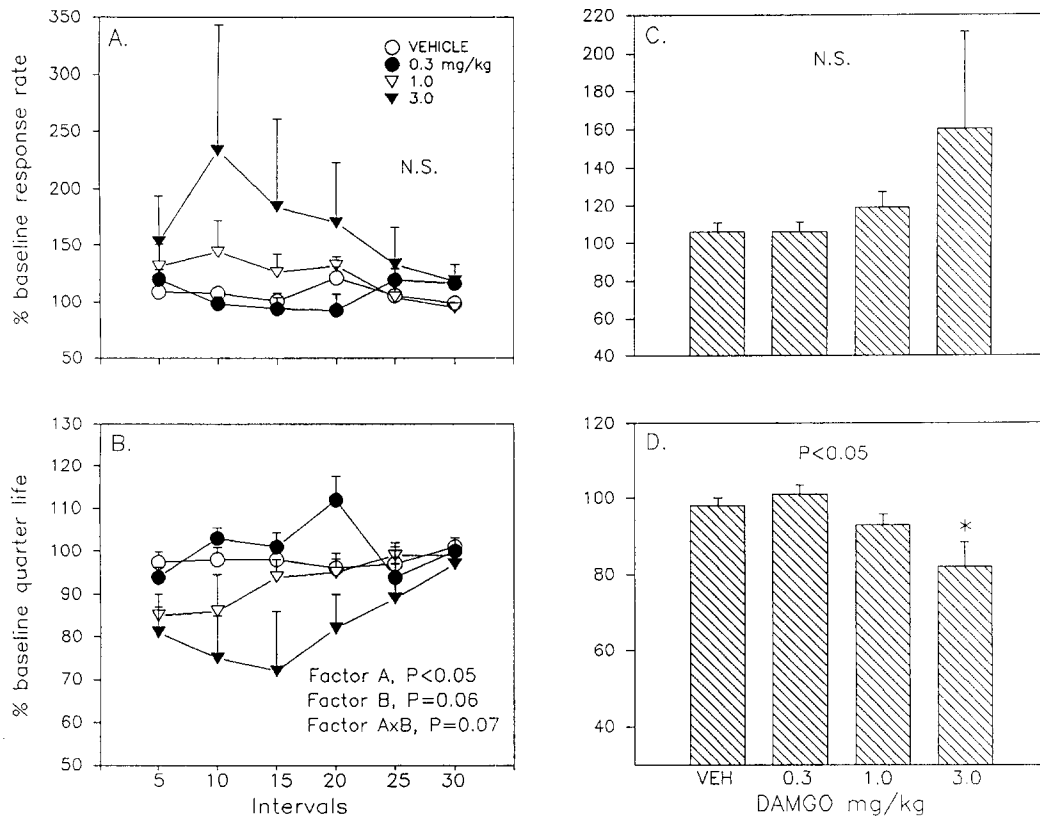 A.
350
300
250
200
150
100
50
% baseline response rate
VEHICLE
0.3 mg/kg
1.0
3.0
N.S.
C.
220
200
180
160
140
120
100
80
60
40
N.S.
B.
130
120
110
100
90
80
70
60
50
% baseline quarter life
Factor A, P<0.05
Factor B, P=0.06
Factor AxB, P=0.07
5 10 15 20 25 30
Intervals
D.
120
100
80
60
40
P<0.05
*
VEH 0.3 1.0 3.0
DAMGO mg/kg